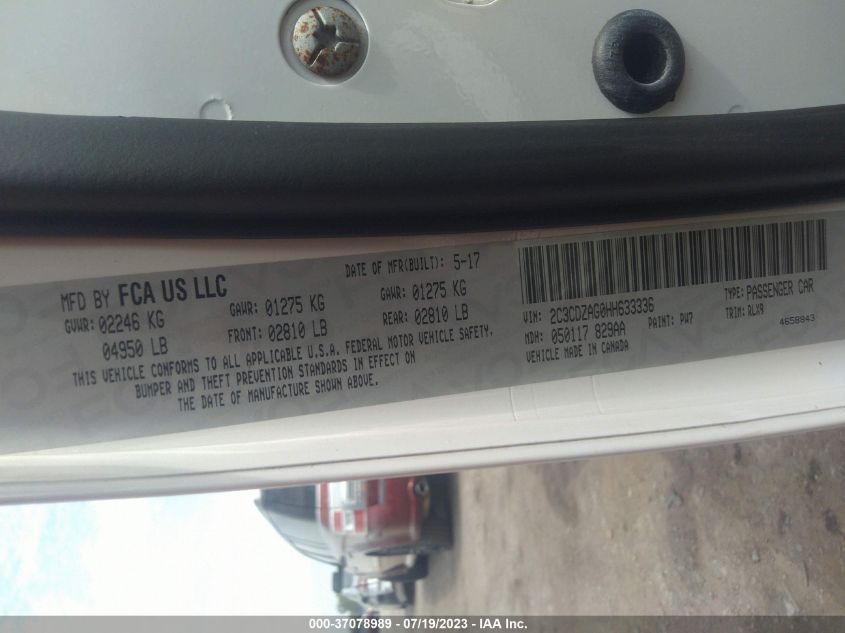 MFD BY FCA US LLC
DATE OF MFR(BUILT): 5-17
GVWR: 02246 KG
GAWR: 01275 KG
GAWR: 01275 KG
04950 LB
FRONT: 02810 LB
REAR: 02810 LB
THIS VEHICLE CONFORMS TO ALL APPLICABLE U.S.A. FEDERAL MOTOR VEHICLE SAFETY,
BUMPER AND THEFT PREVENTION STANDARDS IN EFFECT ON
THE DATE OF MANUFACTURE SHOWN ABOVE.
VIN: 2C3CDZAG0HH633336
TYPE: PASSENGER CAR
MDH: 050117 829AA
PAINT: PW7
TRIM: RLX9
VEHICLE MADE IN CANADA
4658943
000-37078989 - 07/19/2023 - IAA Inc.